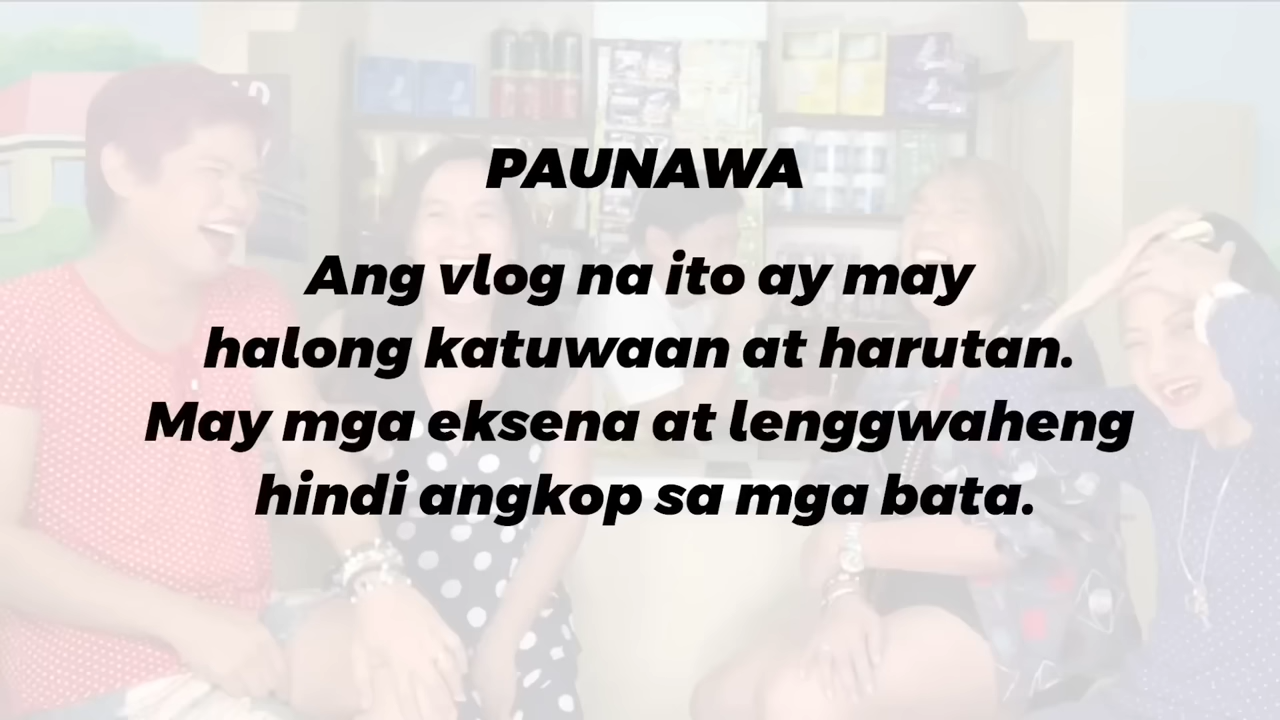 PAUNAWA
Ang vlog na ito ay may
halong katuwaan at harutan.
May mga eksena at lenggwaheng
hindi angkop sa mga bata.